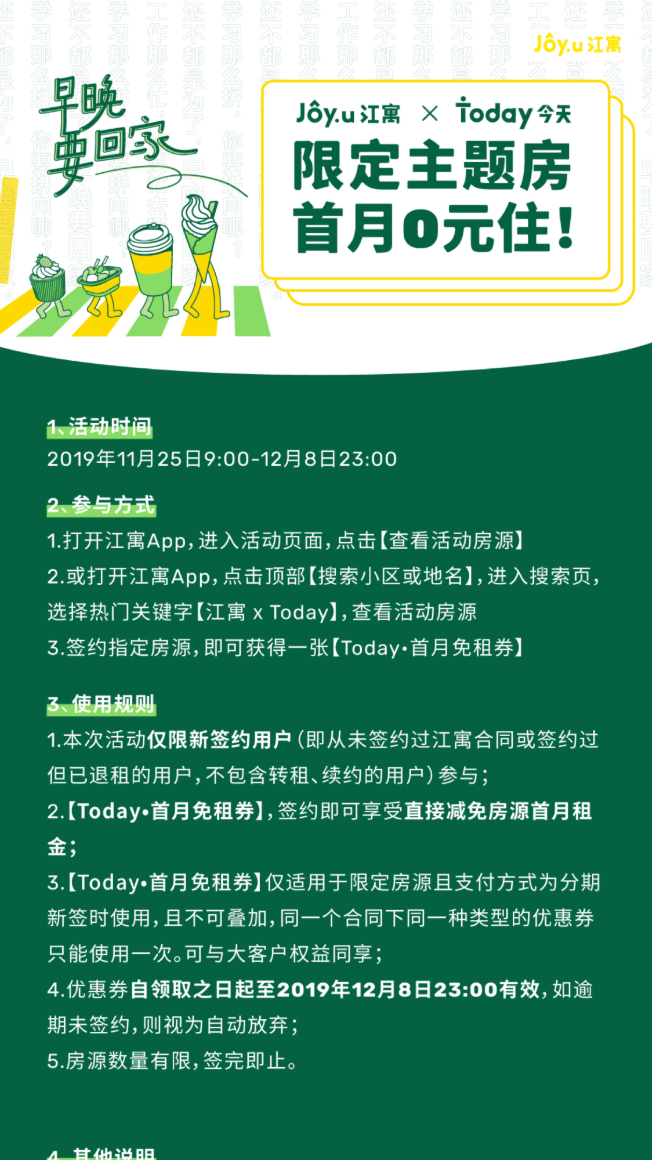 Joy.u 江寓
早晚
要回家
Jôy.u 江寓 × Today 今天
限定主题房
首月0元住!
1、活动时间
2019年11月25日9:00-12月8日23:00
2、参与方式
1.打开江寓App,进入活动页面,点击【查看活动房源】
2.或打开江寓App,点击顶部【搜索小区或地名】,进入搜索页,
选择热门关键字【江寓 x Today】,查看活动房源
3.签约指定房源,即可获得一张【Today·首月免租券】
3、使用规则
1.本次活动仅限新签约用户(即从未签约过江寓合同或签约过
但已退租的用户,不包含转租、续约的用户)参与;
2.【Today·首月免租券】,签约即可享受直接减免房源首月租
金;
3.【Today·首月免租券】仅适用于限定房源且支付方式为分期
新签时使用,且不可叠加,同一个合同下同一种类型的优惠券
只能使用一次。可与大客户权益同享;
4.优惠券自领取之日起至2019年12月8日23:00有效,如逾
期未签约,则视为自动放弃;
5.房源数量有限,签完即止。
4、其他说明